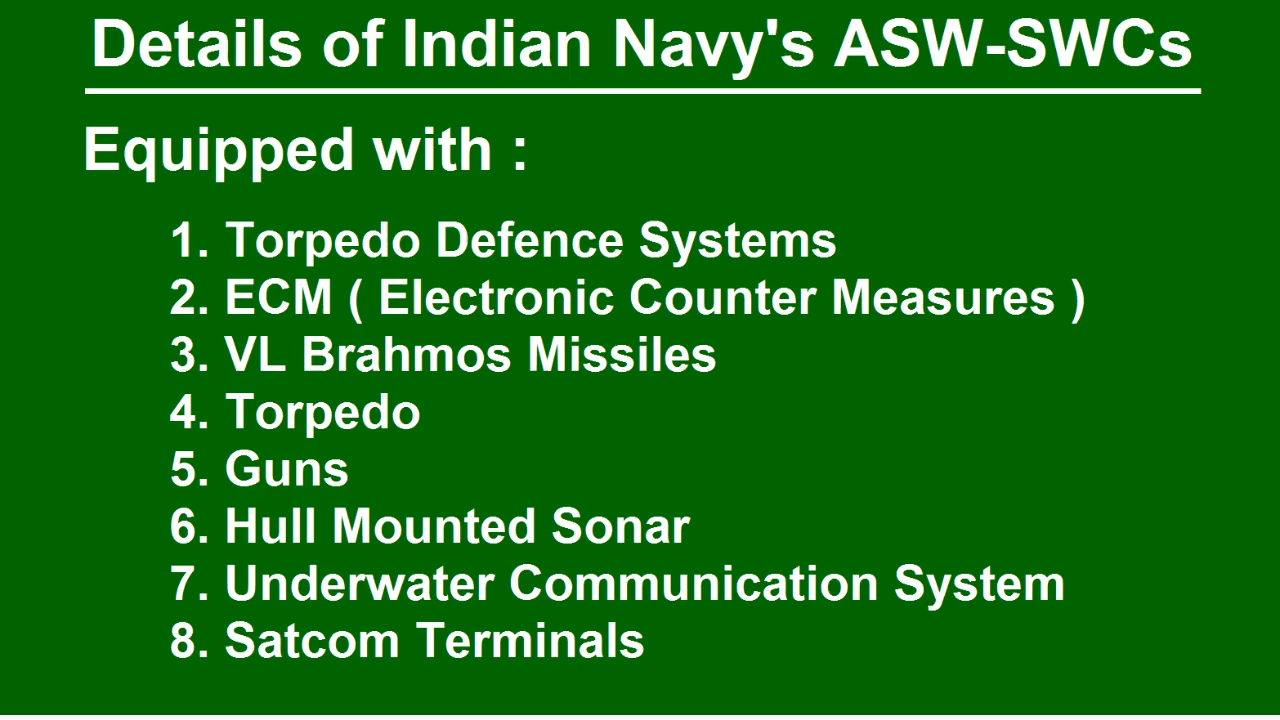 Details of Indian Navy's ASW-SWCs
Equipped with :
1. Torpedo Defence Systems
2. ECM ( Electronic Counter Measures )
3. VL Brahmos Missiles
4. Torpedo
5. Guns
6. Hull Mounted Sonar
7. Underwater Communication System
8. Satcom Terminals